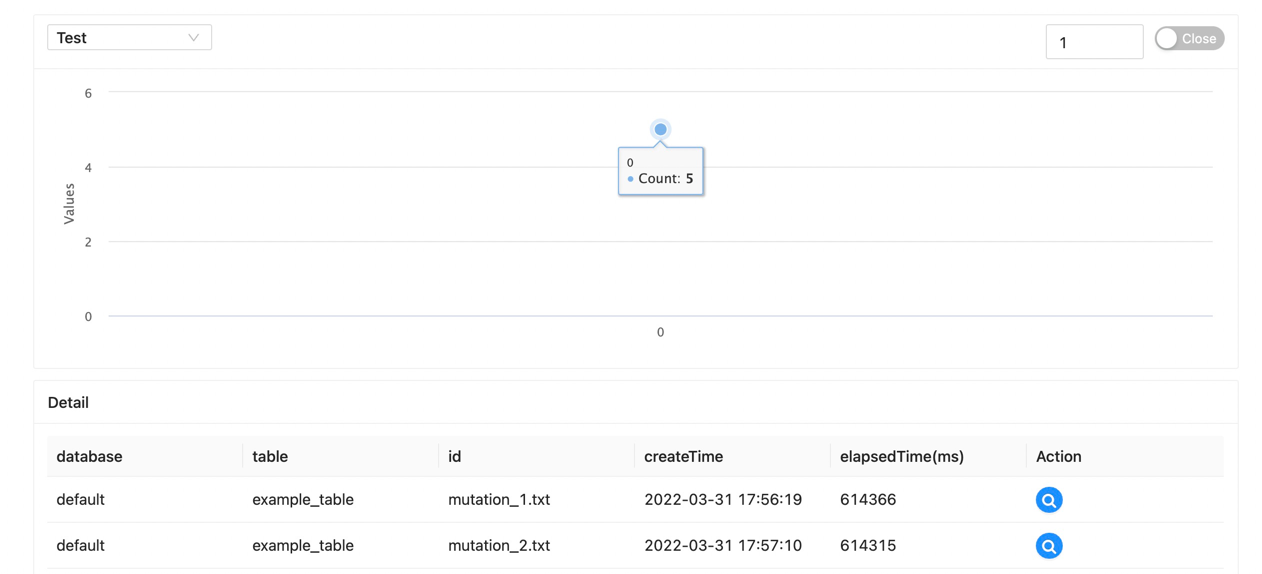 Test
1 Close
6
4
2
0
Values
0
Count: 5
0
Detail
database table id createTime elapsedTime(ms) Action
default example_table mutation_1.txt 2022-03-31 17:56:19 614366
default example_table mutation_2.txt 2022-03-31 17:57:10 614315